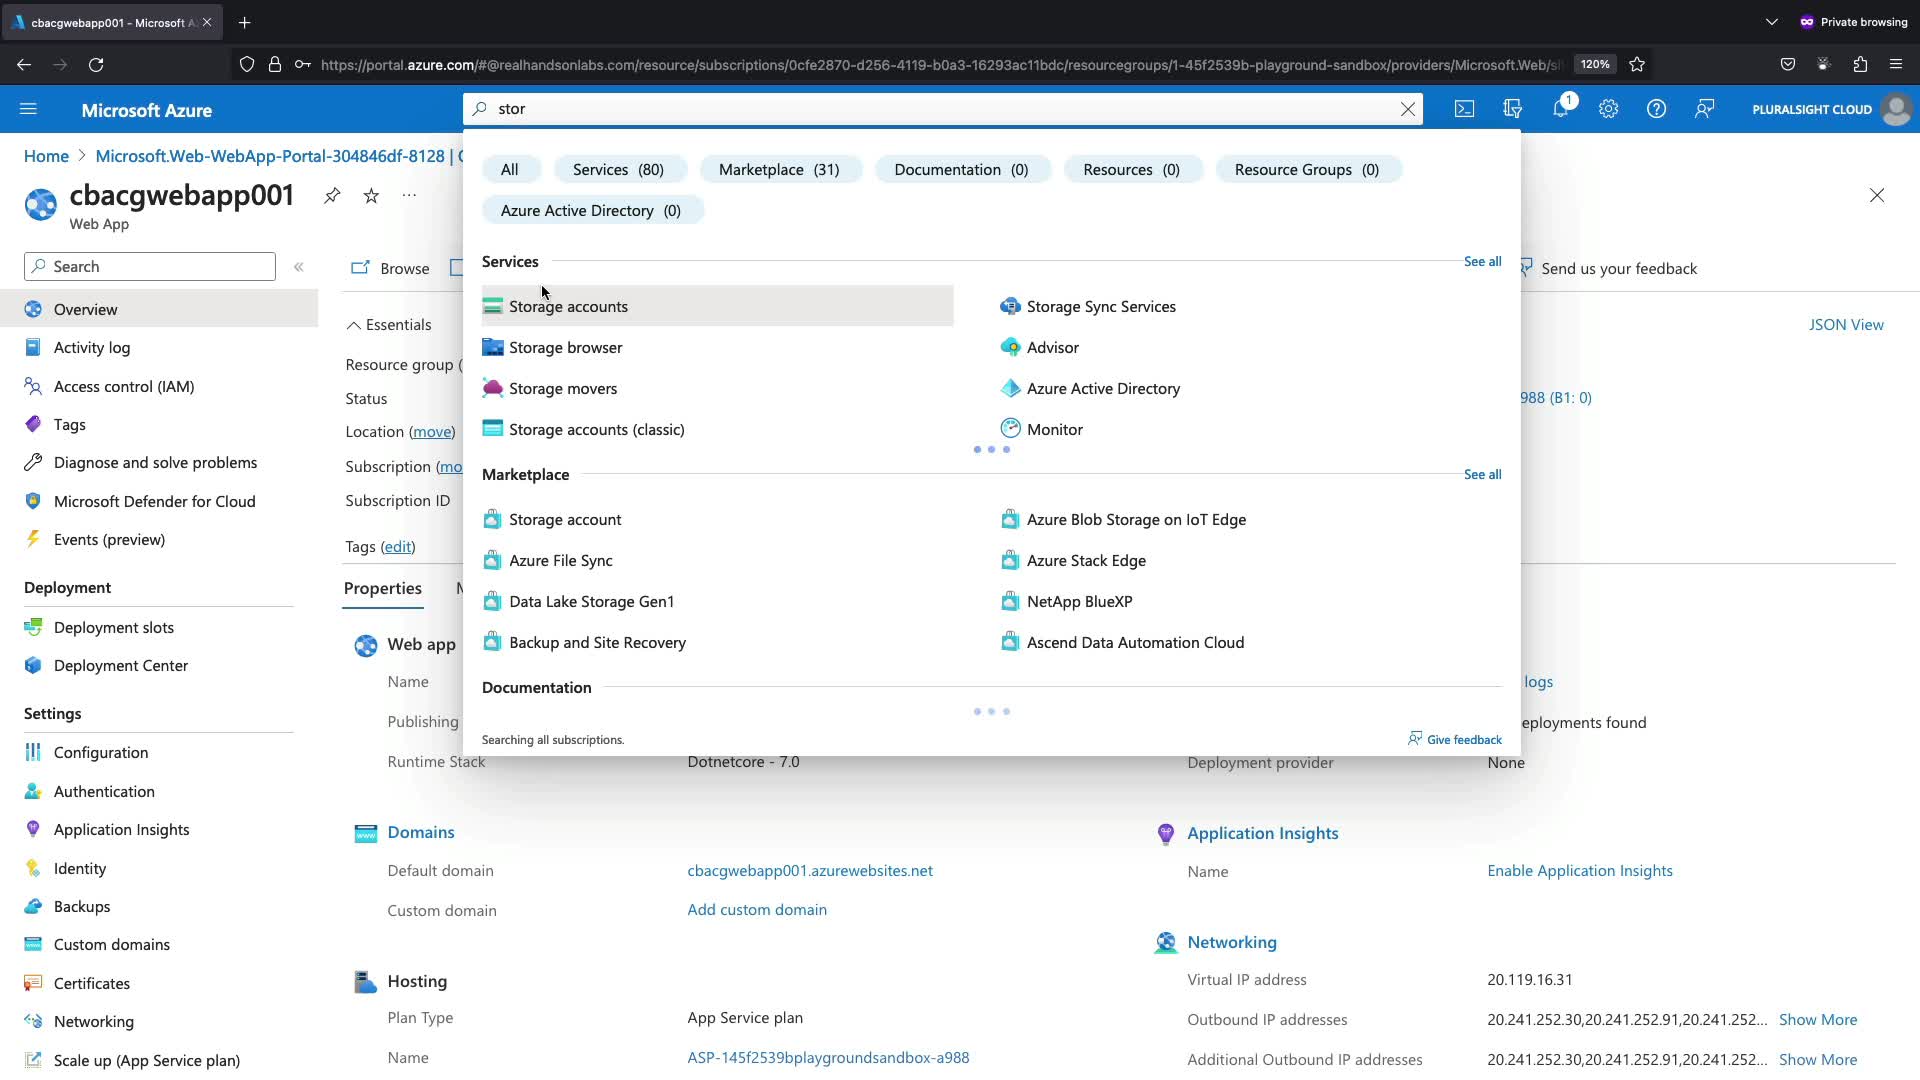 cbacgwebapp001 - Microsoft A
Private browsing
https://portal.azure.com/#@realhandsonlabs.com/resource/subscriptions/0cfe2870-d256-4119-b0a3-16293ac11bdc/resourcegroups/1-45f2539b-playground-sandbox/providers/Microsoft.Web/si
120%
Microsoft Azure
stor
1
PLURALSIGHT CLOUD
Home > Microsoft.Web-WebApp-Portal-304846df-8128 |
cbacgwebapp001
Web App
Search
Overview
Activity log
Access control (IAM)
Tags
Diagnose and solve problems
Microsoft Defender for Cloud
Events (preview)
Deployment
Deployment slots
Deployment Center
Settings
Configuration
Authentication
Application Insights
Identity
Backups
Custom domains
Certificates
Networking
Scale up (App Service plan)
Browse
Send us your feedback
Essentials
JSON View
Resource group (
Status
988 (B1: 0)
Location (move)
Subscription (mo
Subscription ID
Tags (edit)
Properties
All
Services (80)
Marketplace (31)
Documentation (0)
Resources (0)
Resource Groups (0)
Azure Active Directory (0)
Services
See all
Storage accounts
Storage Sync Services
Storage browser
Advisor
Storage movers
Azure Active Directory
Storage accounts (classic)
Monitor
Marketplace
See all
Storage account
Azure Blob Storage on IoT Edge
Azure File Sync
Azure Stack Edge
Data Lake Storage Gen1
NetApp BlueXP
Backup and Site Recovery
Ascend Data Automation Cloud
Documentation
Searching all subscriptions.
Give feedback
Web app
Name
logs
Publishing
eployments found
Runtime Stack
Dotnetcore - 7.0
Deployment provider
None
Domains
Default domain
cbacgwebapp001.azurewebsites.net
Custom domain
Add custom domain
Application Insights
Name
Enable Application Insights
Hosting
Plan Type
App Service plan
Name
ASP-145f2539bplaygroundsandbox-a988
Networking
Virtual IP address
20.119.16.31
Outbound IP addresses
20.241.252.30,20.241.252.91,20.241.252... Show More
Additional Outbound IP addresses
20.241.252.30,20.241.252.91,20.241.252... Show More